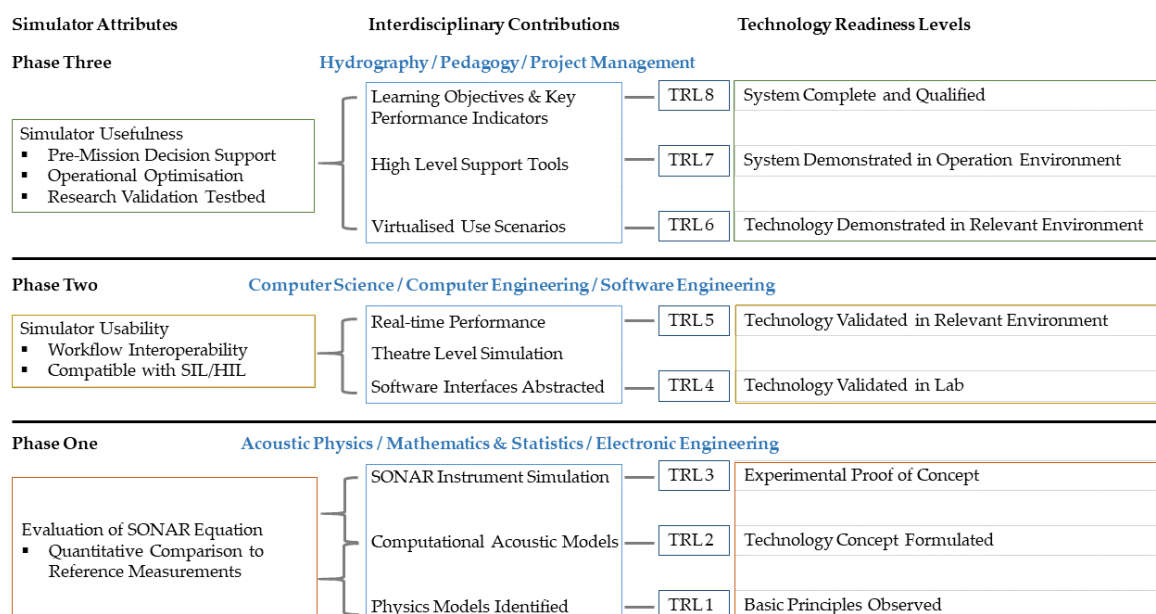 Simulator Attributes
Interdisciplinary Contributions
Technology Readiness Levels
Phase Three
Hydrography / Pedagogy / Project Management
Simulator Usefulness
▪ Pre-Mission Decision Support
▪ Operational Optimisation
▪ Research Validation Testbed
Learning Objectives & Key
Performance Indicators
High Level Support Tools
Virtualised Use Scenarios
TRL 8
System Complete and Qualified
TRL 7
System Demonstrated in Operation Environment
TRL 6
Technology Demonstrated in Relevant Environment
Phase Two
Computer Science / Computer Engineering / Software Engineering
Simulator Usability
▪ Workflow Interoperability
▪ Compatible with SIL/HIL
Real-time Performance
Theatre Level Simulation
Software Interfaces Abstracted
TRL 5
Technology Validated in Relevant Environment
TRL 4
Technology Validated in Lab
Phase One
Acoustic Physics / Mathematics & Statistics / Electronic Engineering
Evaluation of SONAR Equation
▪ Quantitative Comparison to
Reference Measurements
SONAR Instrument Simulation
Computational Acoustic Models
Physics Models Identified
TRL 3
Experimental Proof of Concept
TRL 2
Technology Concept Formulated
TRL 1
Basic Principles Observed